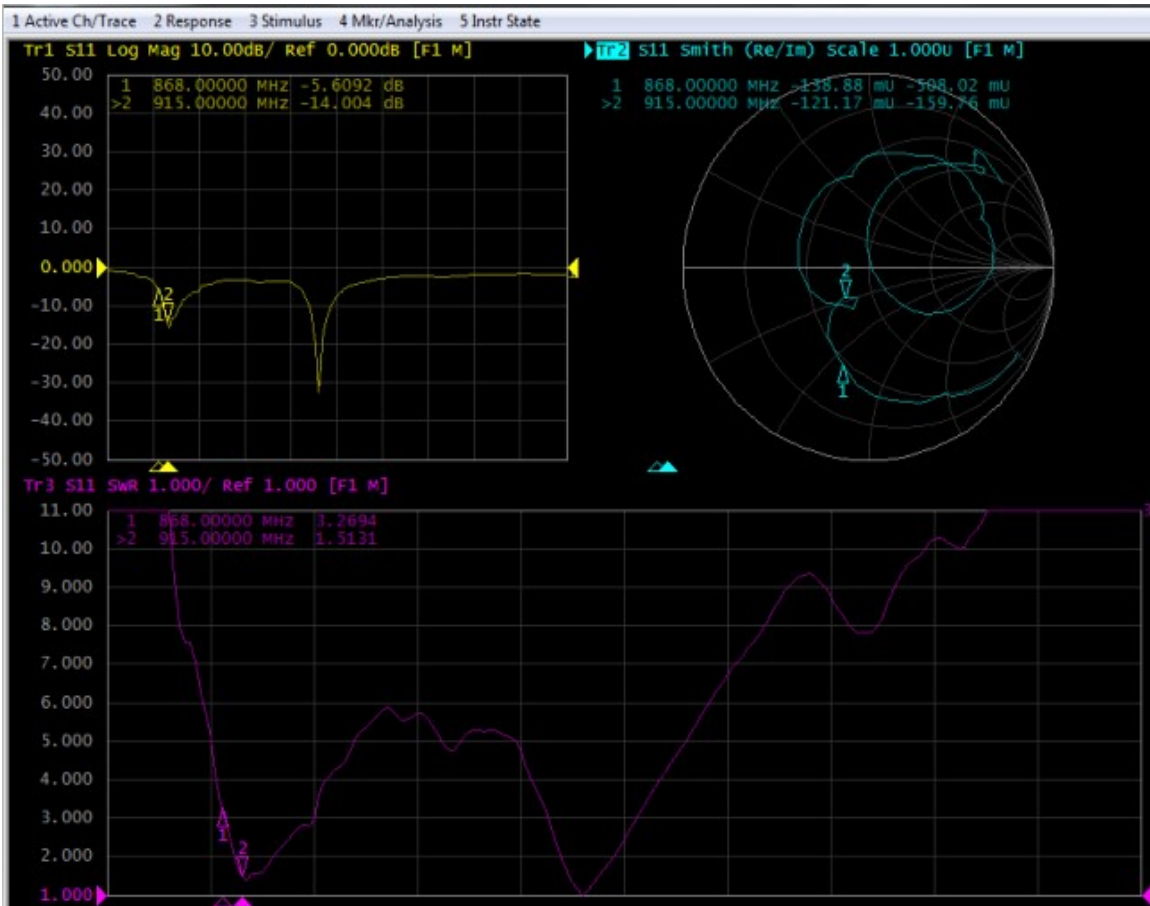 1 Active Ch/Trace 2 Response 3 Stimulus 4 Mkr/Analysis 5 Instr State
Tr1 S11 Log Mag 10.00dB/ Ref 0.000dB [F1 M]
50.00
1 868.00000 MHz -5.6092 dB
>2 915.00000 MHz -14.004 dB
40.00
30.00
20.00
10.00
0.000
-10.00
-20.00
-30.00
-40.00
-50.00
2
1
Tr2 S11 Smith (Re/Im) Scale 1.000U [F1 M]
1 868.00000 MHz -138.88 mU -508.02 mU
>2 915.00000 MHz -121.17 mU -159.76 mU
2
1
Tr3 S11 SWR 1.000/ Ref 1.000 [F1 M]
11.00
1 868.00000 MHz 3.2694
>2 915.00000 MHz 1.5131
10.00
9.000
8.000
7.000
6.000
5.000
4.000
3.000
2.000
1.000
1
2